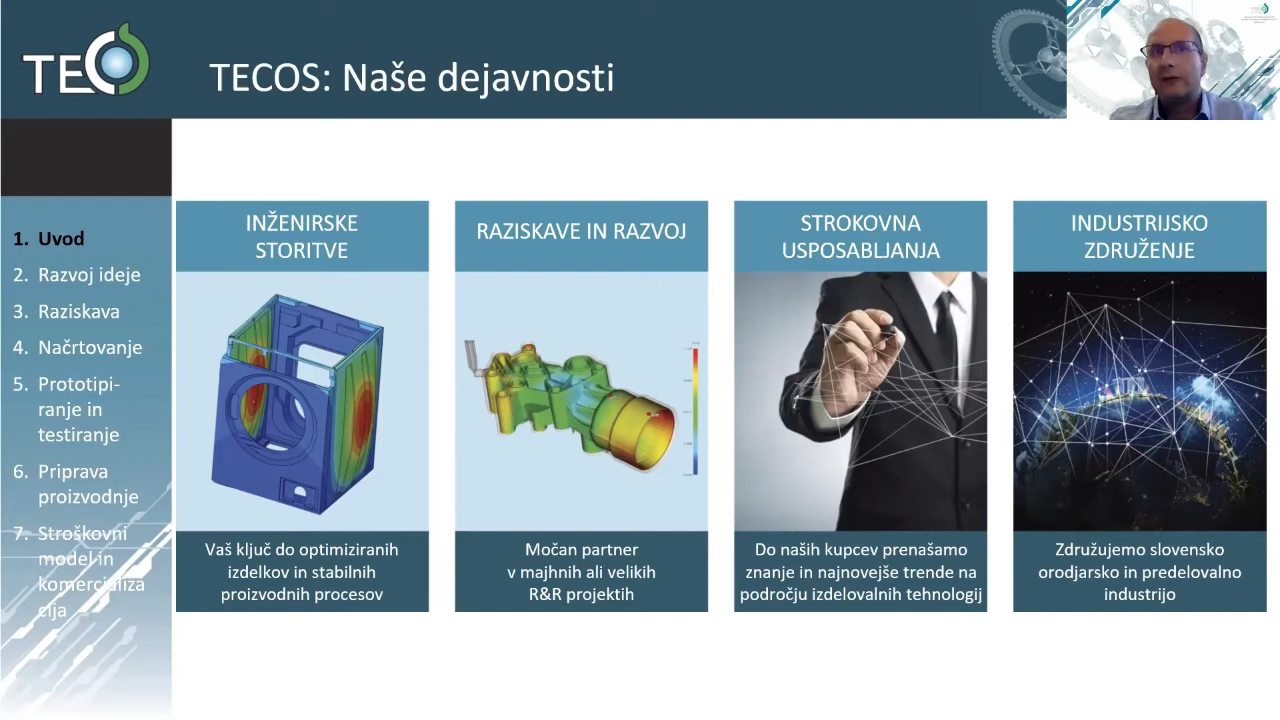 TECOS
TECOS: Naše dejavnosti
1. Uvod
2. Razvoj ideje
3. Raziskava
4. Načrtovanje
5. Prototipi-
ranje in
testiranje
6. Priprava
proizvodnje
7. Stroškovni
model in
komercializa
cija
INŽENIRSKE
STORITVE
Vaš ključ do optimiziranih
izdelkov in stabilnih
proizvodnih procesov
RAZISKAVE IN RAZVOJ
Močan partner
v majhnih ali velikih
R&R projektih
STROKOVNA
USPOSABLJANJA
Do naših kupcev prenašamo
znanje in najnovejše trende na
področju izdelovalnih tehnologij
INDUSTRIJSKO
ZDRUŽENJE
Združujemo slovensko
orodjarsko in predelovalno
industrijo